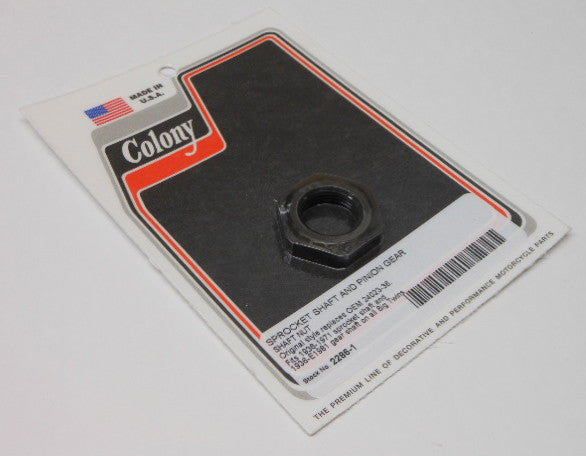 MADE IN
U.S.A.
Colony
SPROCKET SHAFT AND PINION GEAR
SHAFT NUT
Original style replaces OEM 24023-36.
Fits 1936-1971 sprocket shaft and
1936-E1981 gear shaft on all Big Twins
Stock No. 2286-1
THE PREMIUM LINE OF DECORATIVE AND PERFORMANCE MOTORCYCLE PARTS